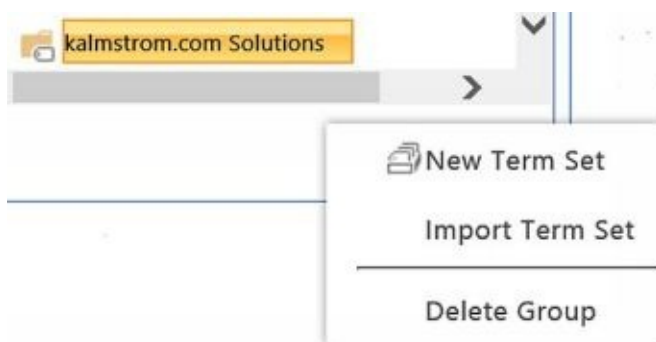 kalmstrom.com Solutions
New Term Set
Import Term Set
Delete Group